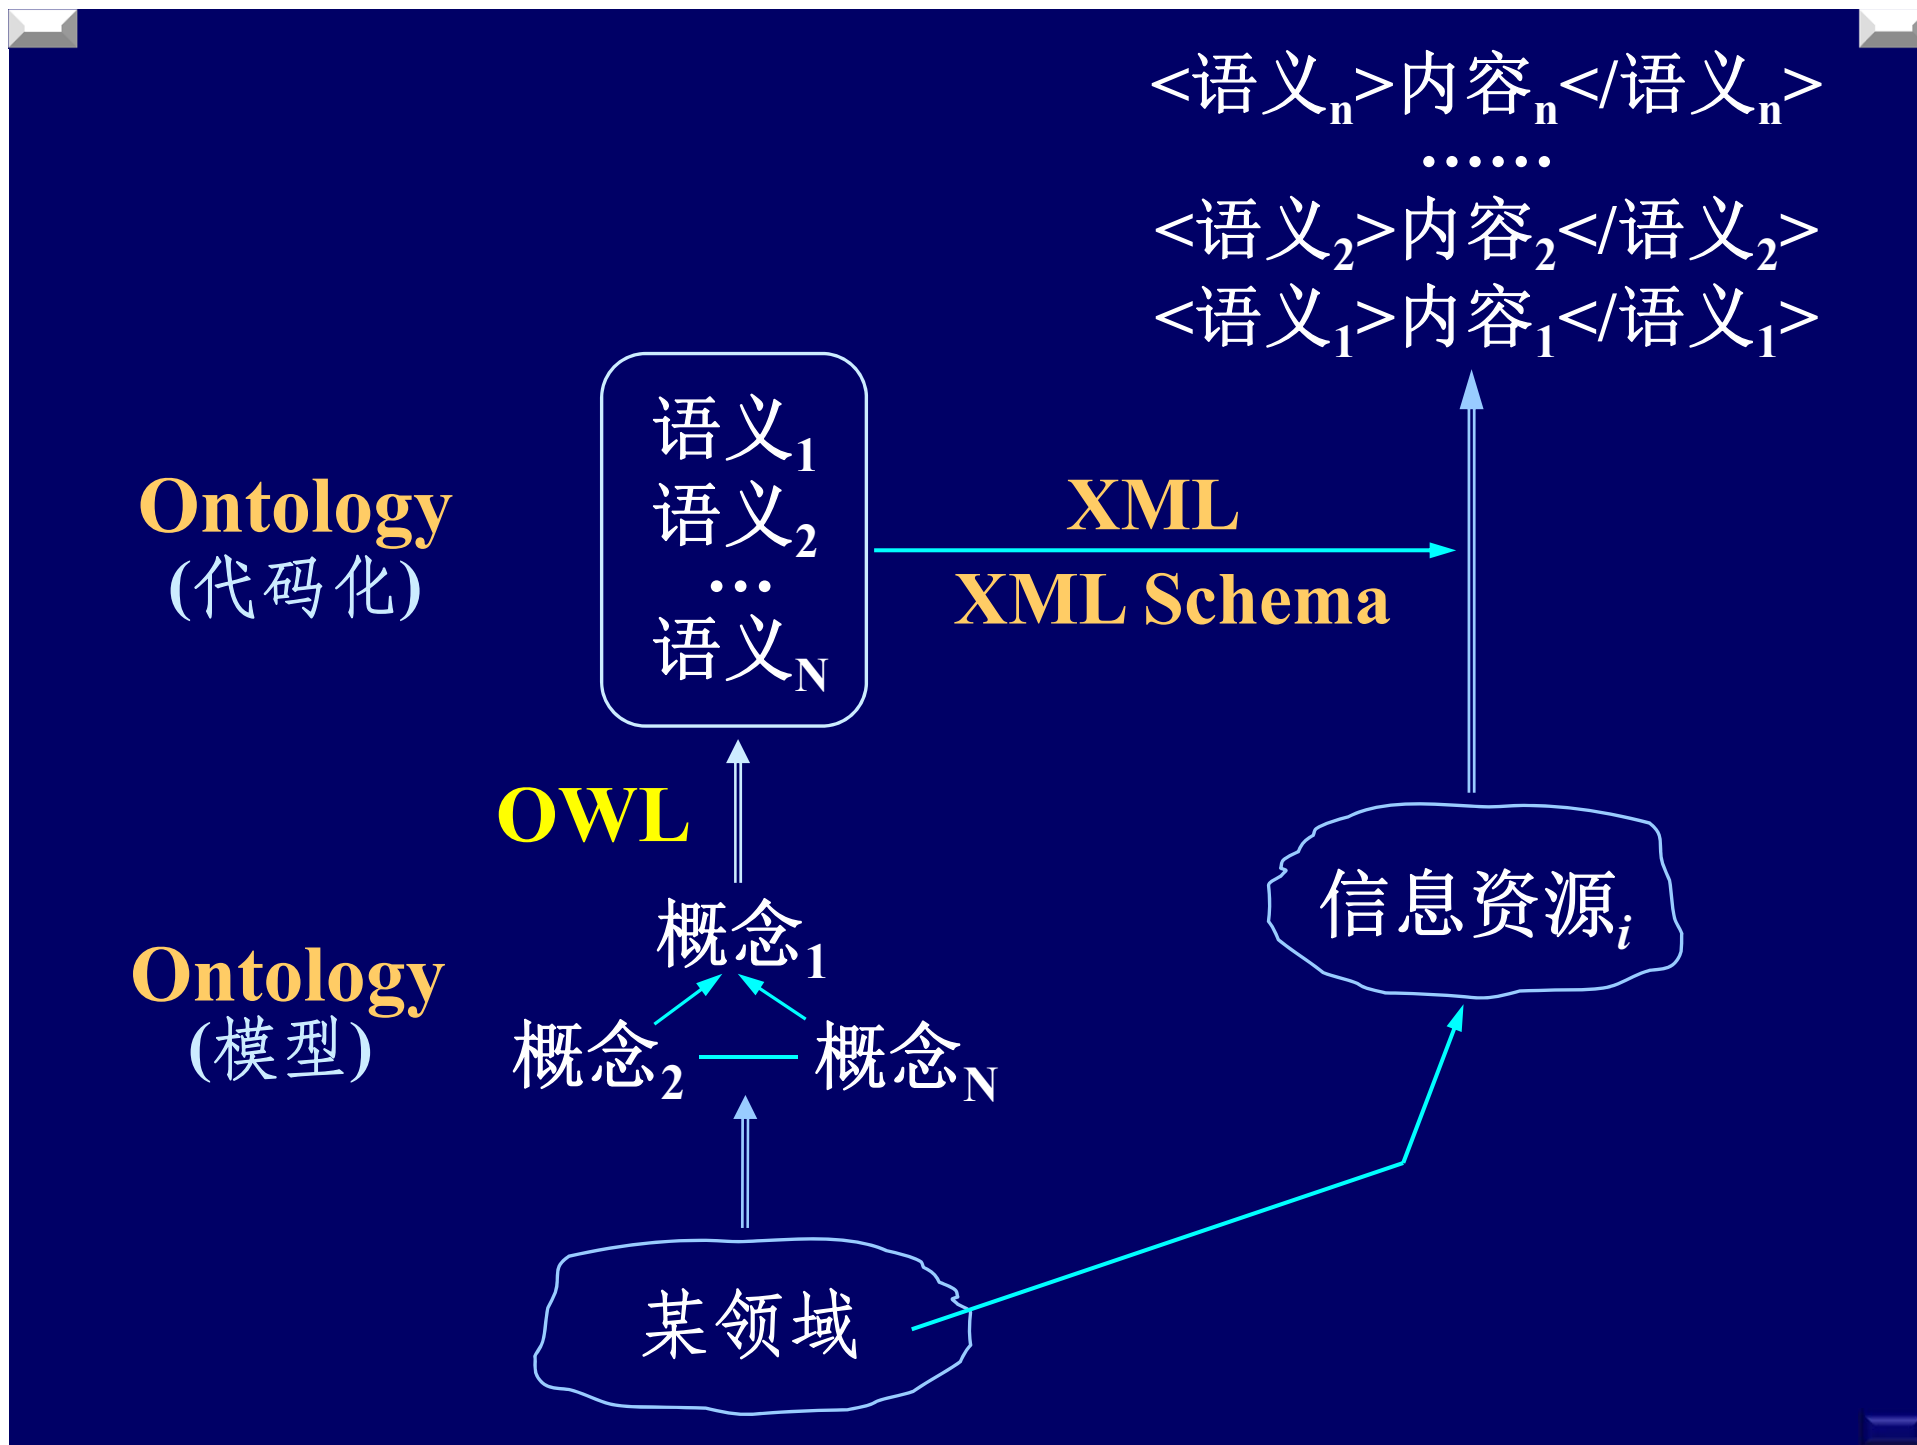 <语义n>内容n</语义n>
……
<语义2>内容2</语义2>
<语义1>内容1</语义1>
语义1
语义2
…
语义N
Ontology
(代码化)
XML
XML Schema
OWL
概念1
概念2
概念N
Ontology
(模型)
信息资源i
某领域